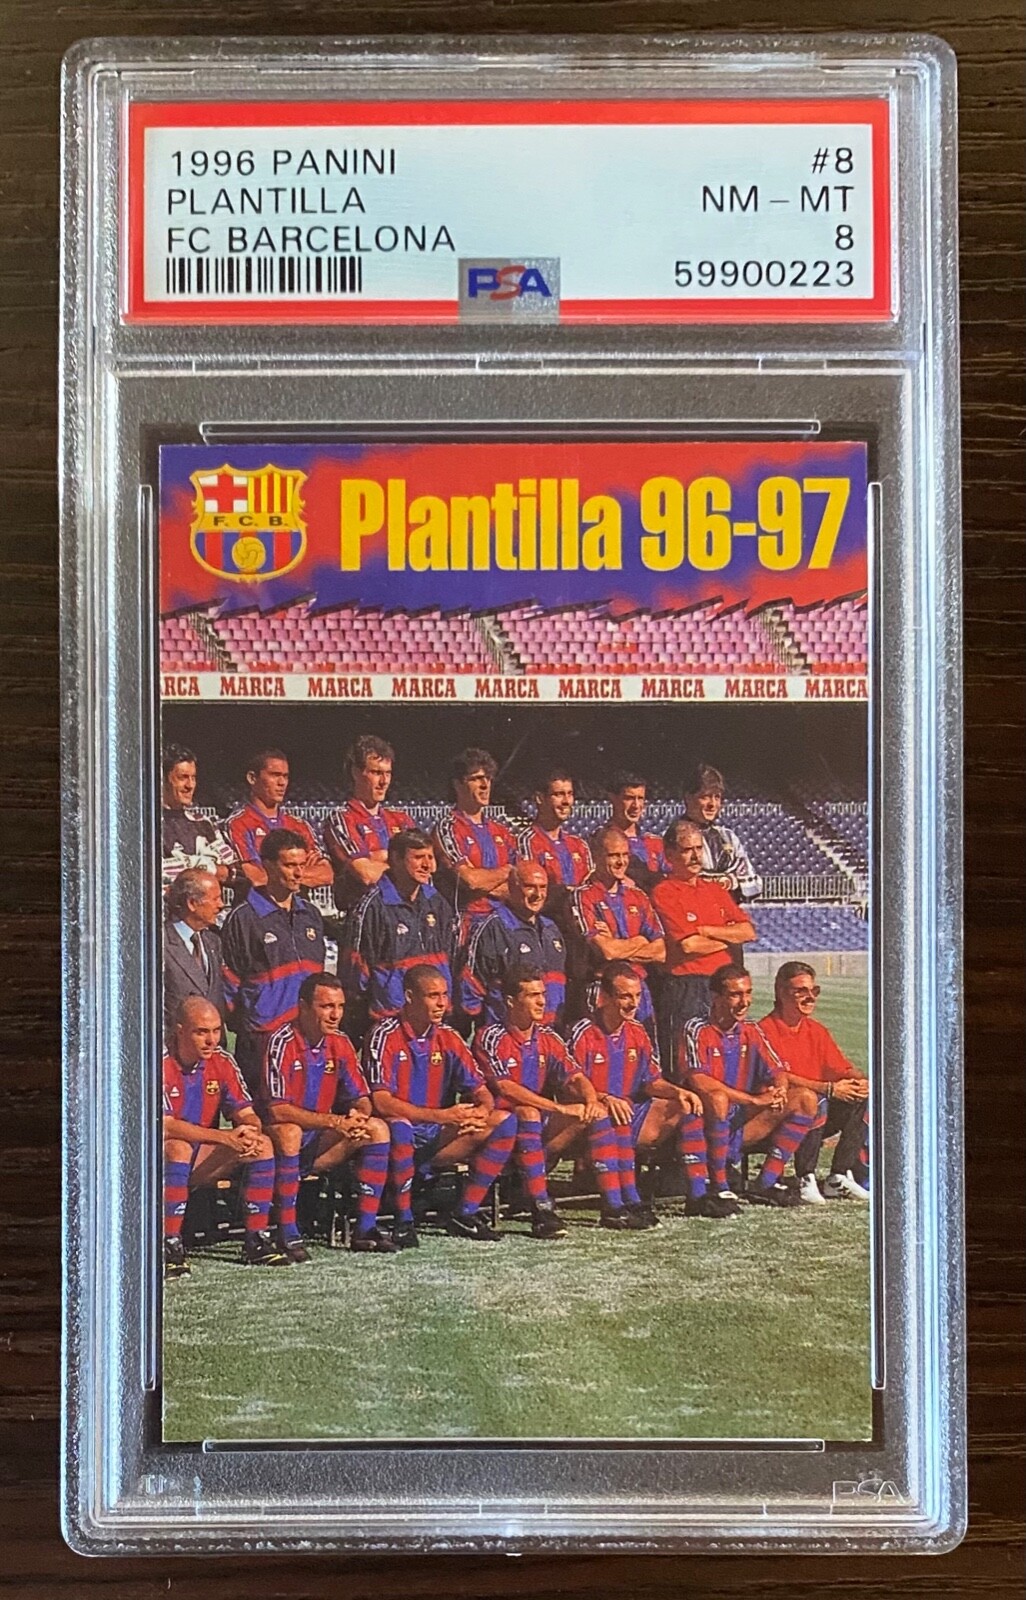 1996 PANINI #8
PLANTILLA NM - MT
FC BARCELONA 8
PSA 59900223
F. C. B.
Plantilla 96-97
RCA MARCA MARCA MARCA MARCA MARCA MARCA MARCA MARCA
PSA